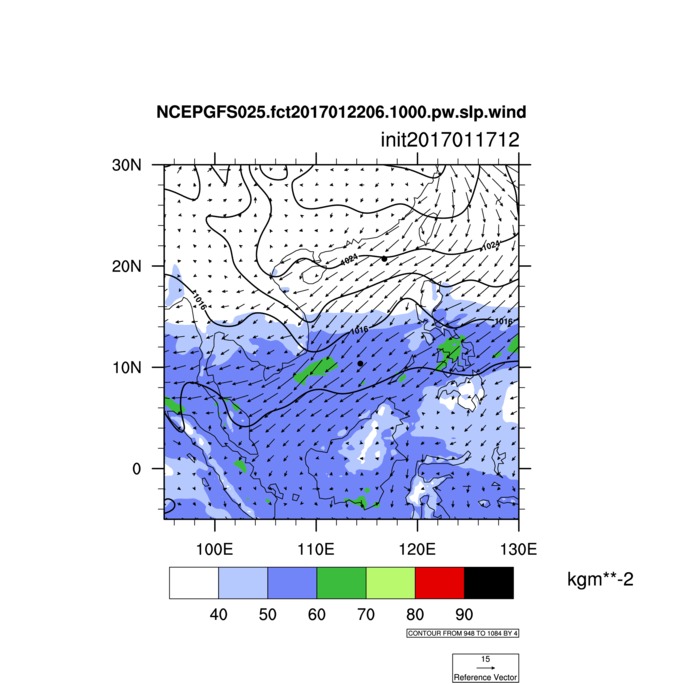 NCEPGFS025.fct2017012206.1000.pw.slp.wind
init2017011712
30N
1024
1024
20N
1016
1016
1016
10N
0
100E 110E 120E 130E
kgm**-2
40 50 60 70 80 90
CONTOUR FROM 948 TO 1084 BY 4
15
Reference Vector